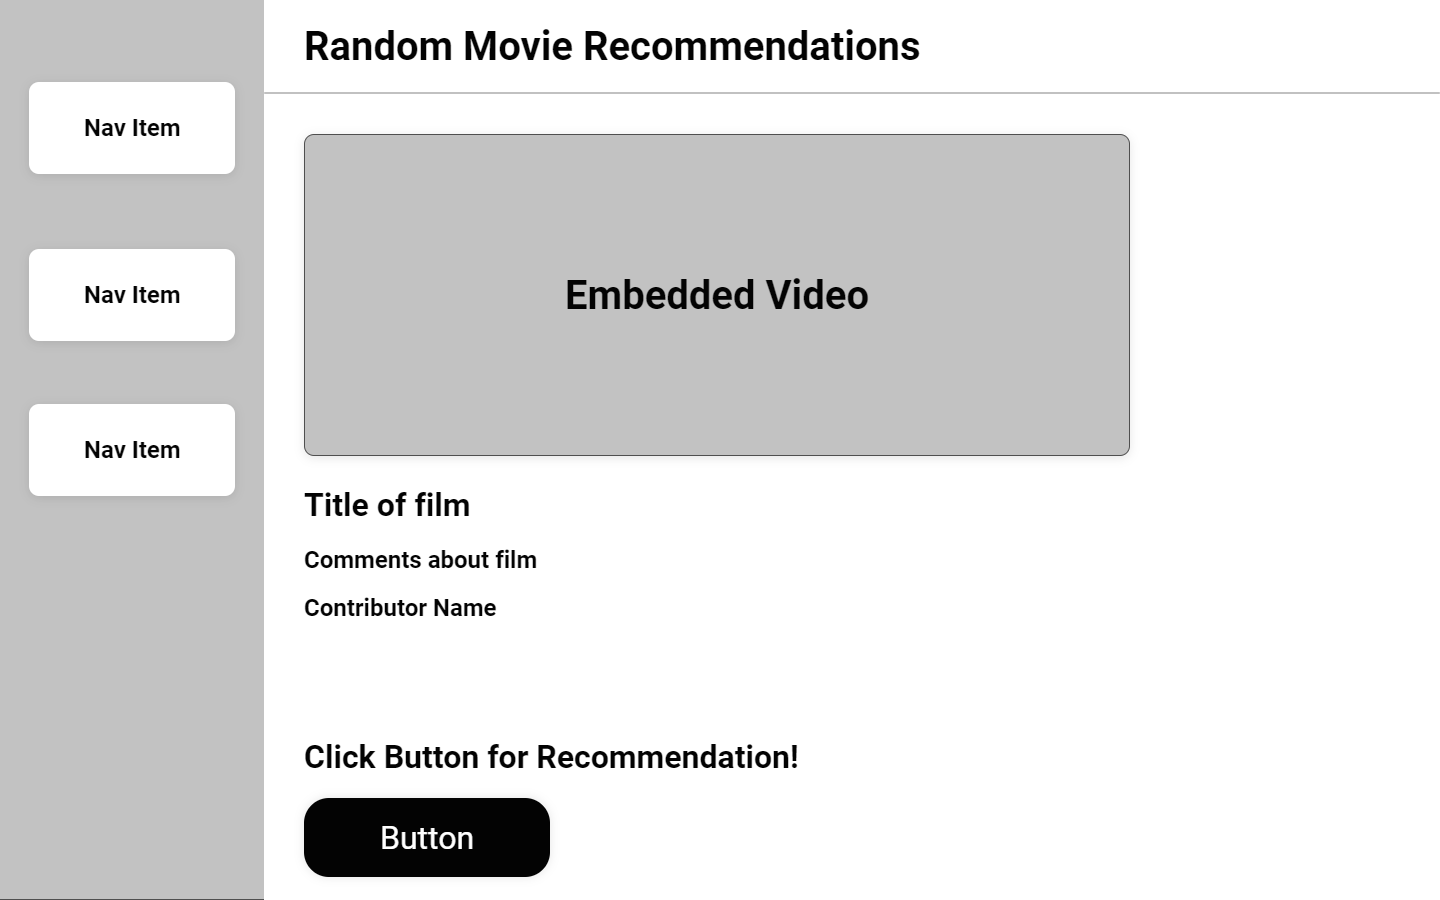 Random Movie Recommendations
Nav Item
Nav Item
Nav Item
Embedded Video
Title of film
Comments about film
Contributor Name
Click Button for Recommendation!
Button